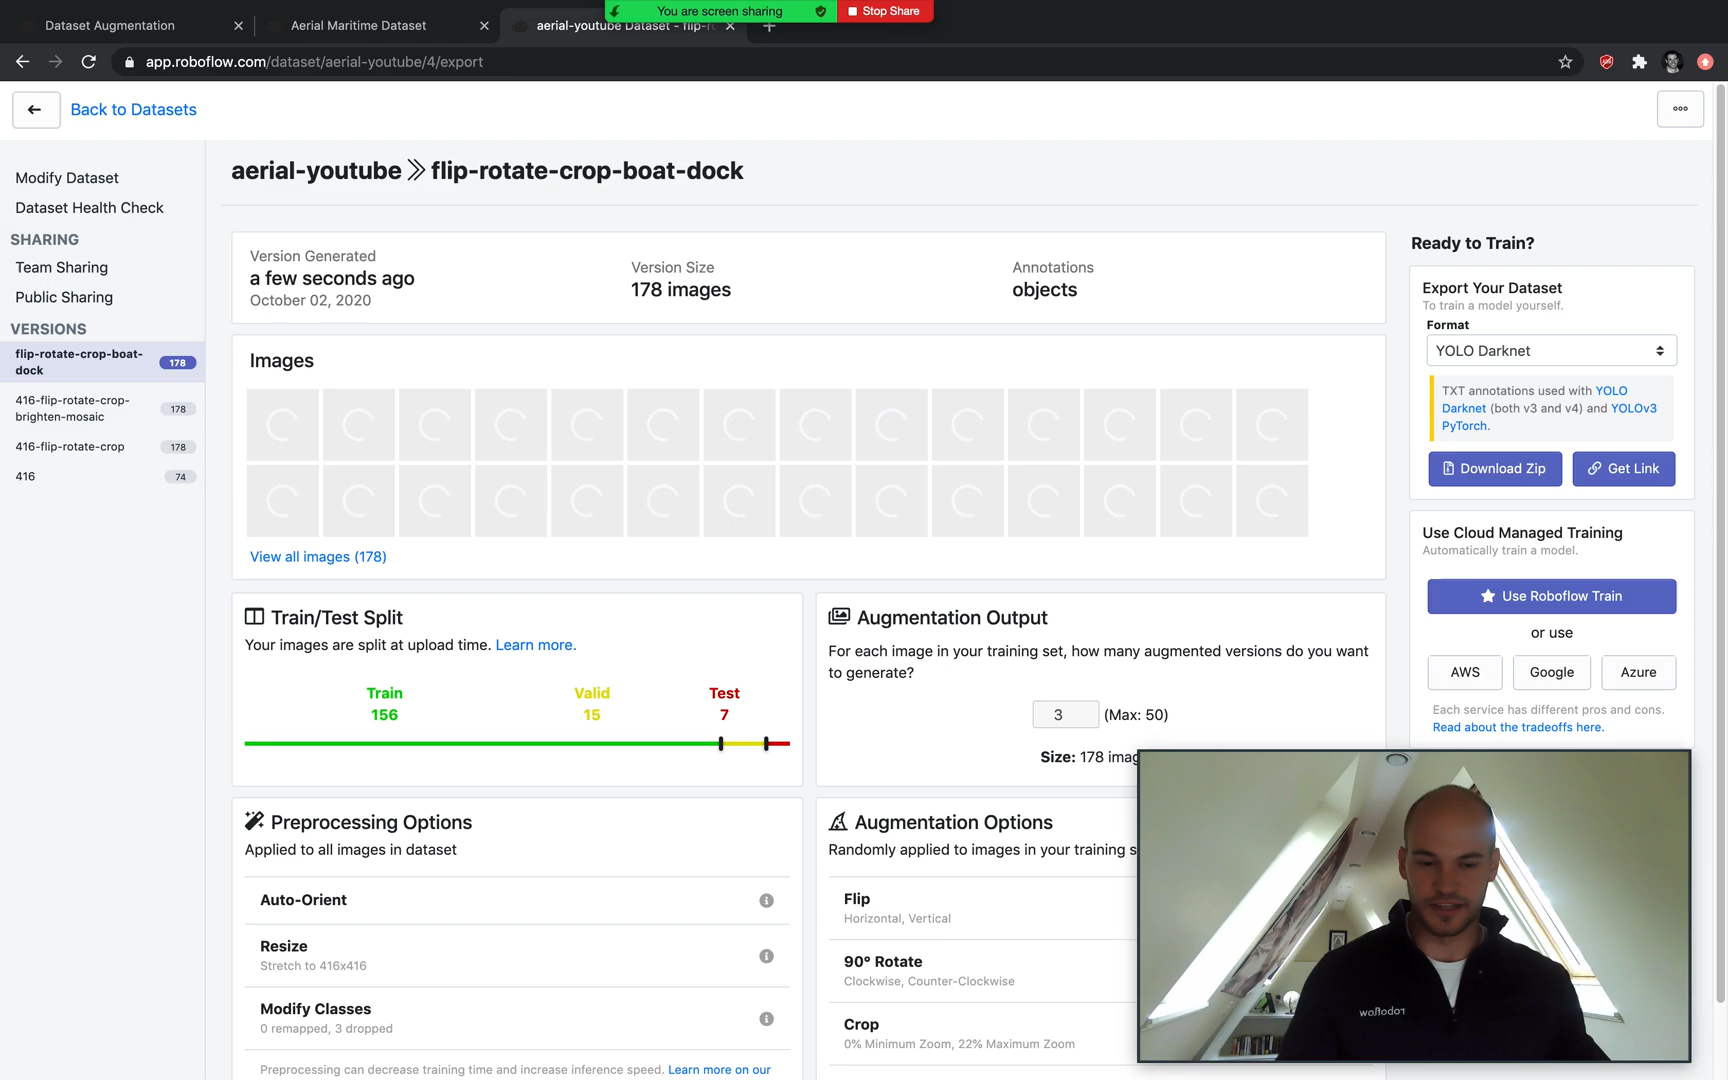 Dataset Augmentation
Aerial Maritime Dataset
aerial-youtube Dataset - flip-r
You are screen sharing
Stop Share
app.roboflow.com/dataset/aerial-youtube/4/export
Back to Datasets
Modify Dataset
Dataset Health Check
SHARING
Team Sharing
Public Sharing
VERSIONS
flip-rotate-crop-boat-
dock
178
416-flip-rotate-crop-
brighten-mosaic
178
416-flip-rotate-crop
178
416
74
aerial-youtube flip-rotate-crop-boat-dock
Version Generated
a few seconds ago
October 02, 2020
Version Size
178 images
Annotations
objects
Images
View all images (178)
Train/Test Split
Your images are split at upload time. Learn more.
Train
156
Valid
15
Test
7
Augmentation Output
For each image in your training set, how many augmented versions do you want
to generate?
3 (Max: 50)
Size: 178 imag
Preprocessing Options
Applied to all images in dataset
Auto-Orient
Resize
Stretch to 416x416
Modify Classes
0 remapped, 3 dropped
Preprocessing can decrease training time and increase inference speed. Learn more on our
Augmentation Options
Randomly applied to images in your training s
Flip
Horizontal, Vertical
90° Rotate
Clockwise, Counter-Clockwise
Crop
0% Minimum Zoom, 22% Maximum Zoom
Ready to Train?
Export Your Dataset
To train a model yourself.
Format
YOLO Darknet
TXT annotations used with YOLO
Darknet (both v3 and v4) and YOLOv3
PyTorch.
Download Zip
Get Link
Use Cloud Managed Training
Automatically train a model.
Use Roboflow Train
or use
AWS
Google
Azure
Each service has different pros and cons.
Read about the tradeoffs here.
roboflow